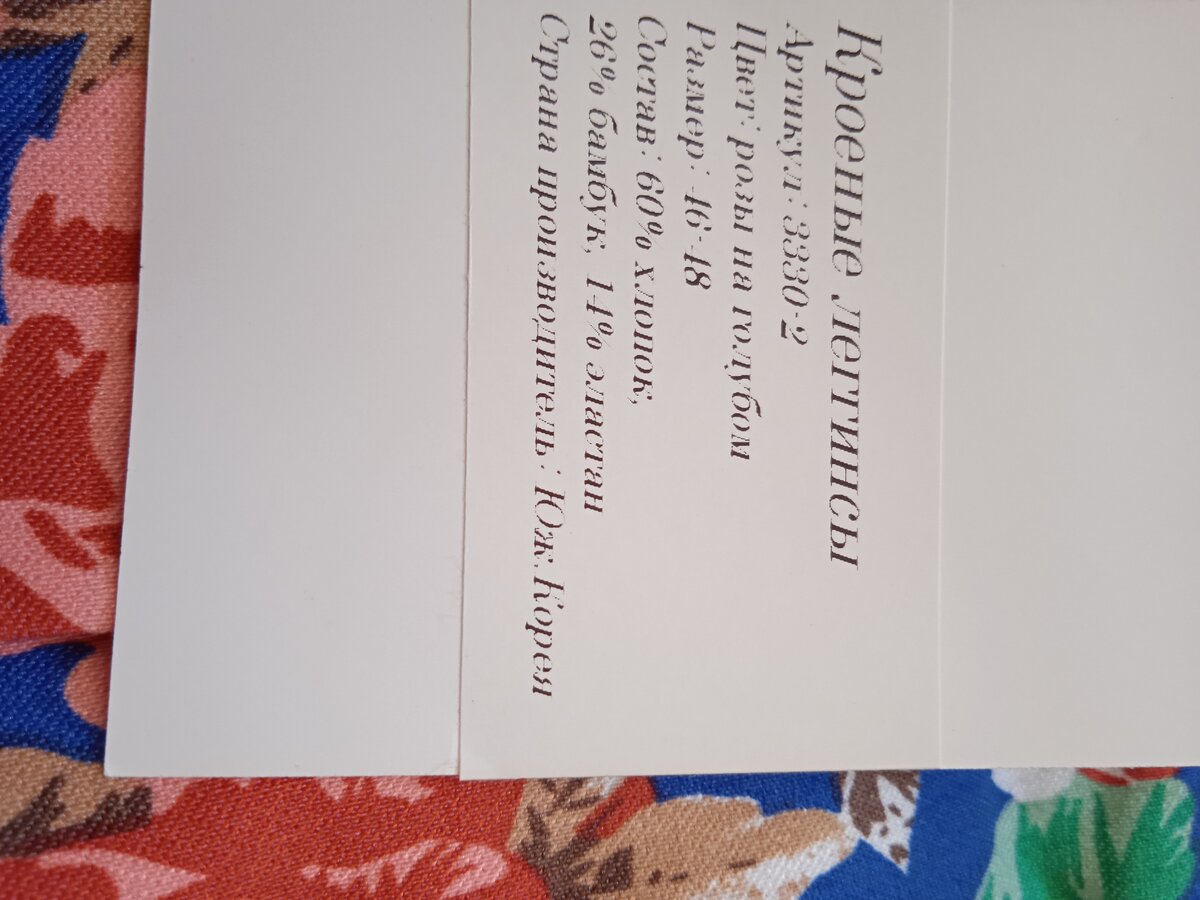 Кроеные леггинсы
Артикул: 3330-2
Цвет: розы на голубом
Размер: 46-48
Состав: 60% хлопок,
26% бамбук, 14% эластан
Страна производитель: Юж.Корея